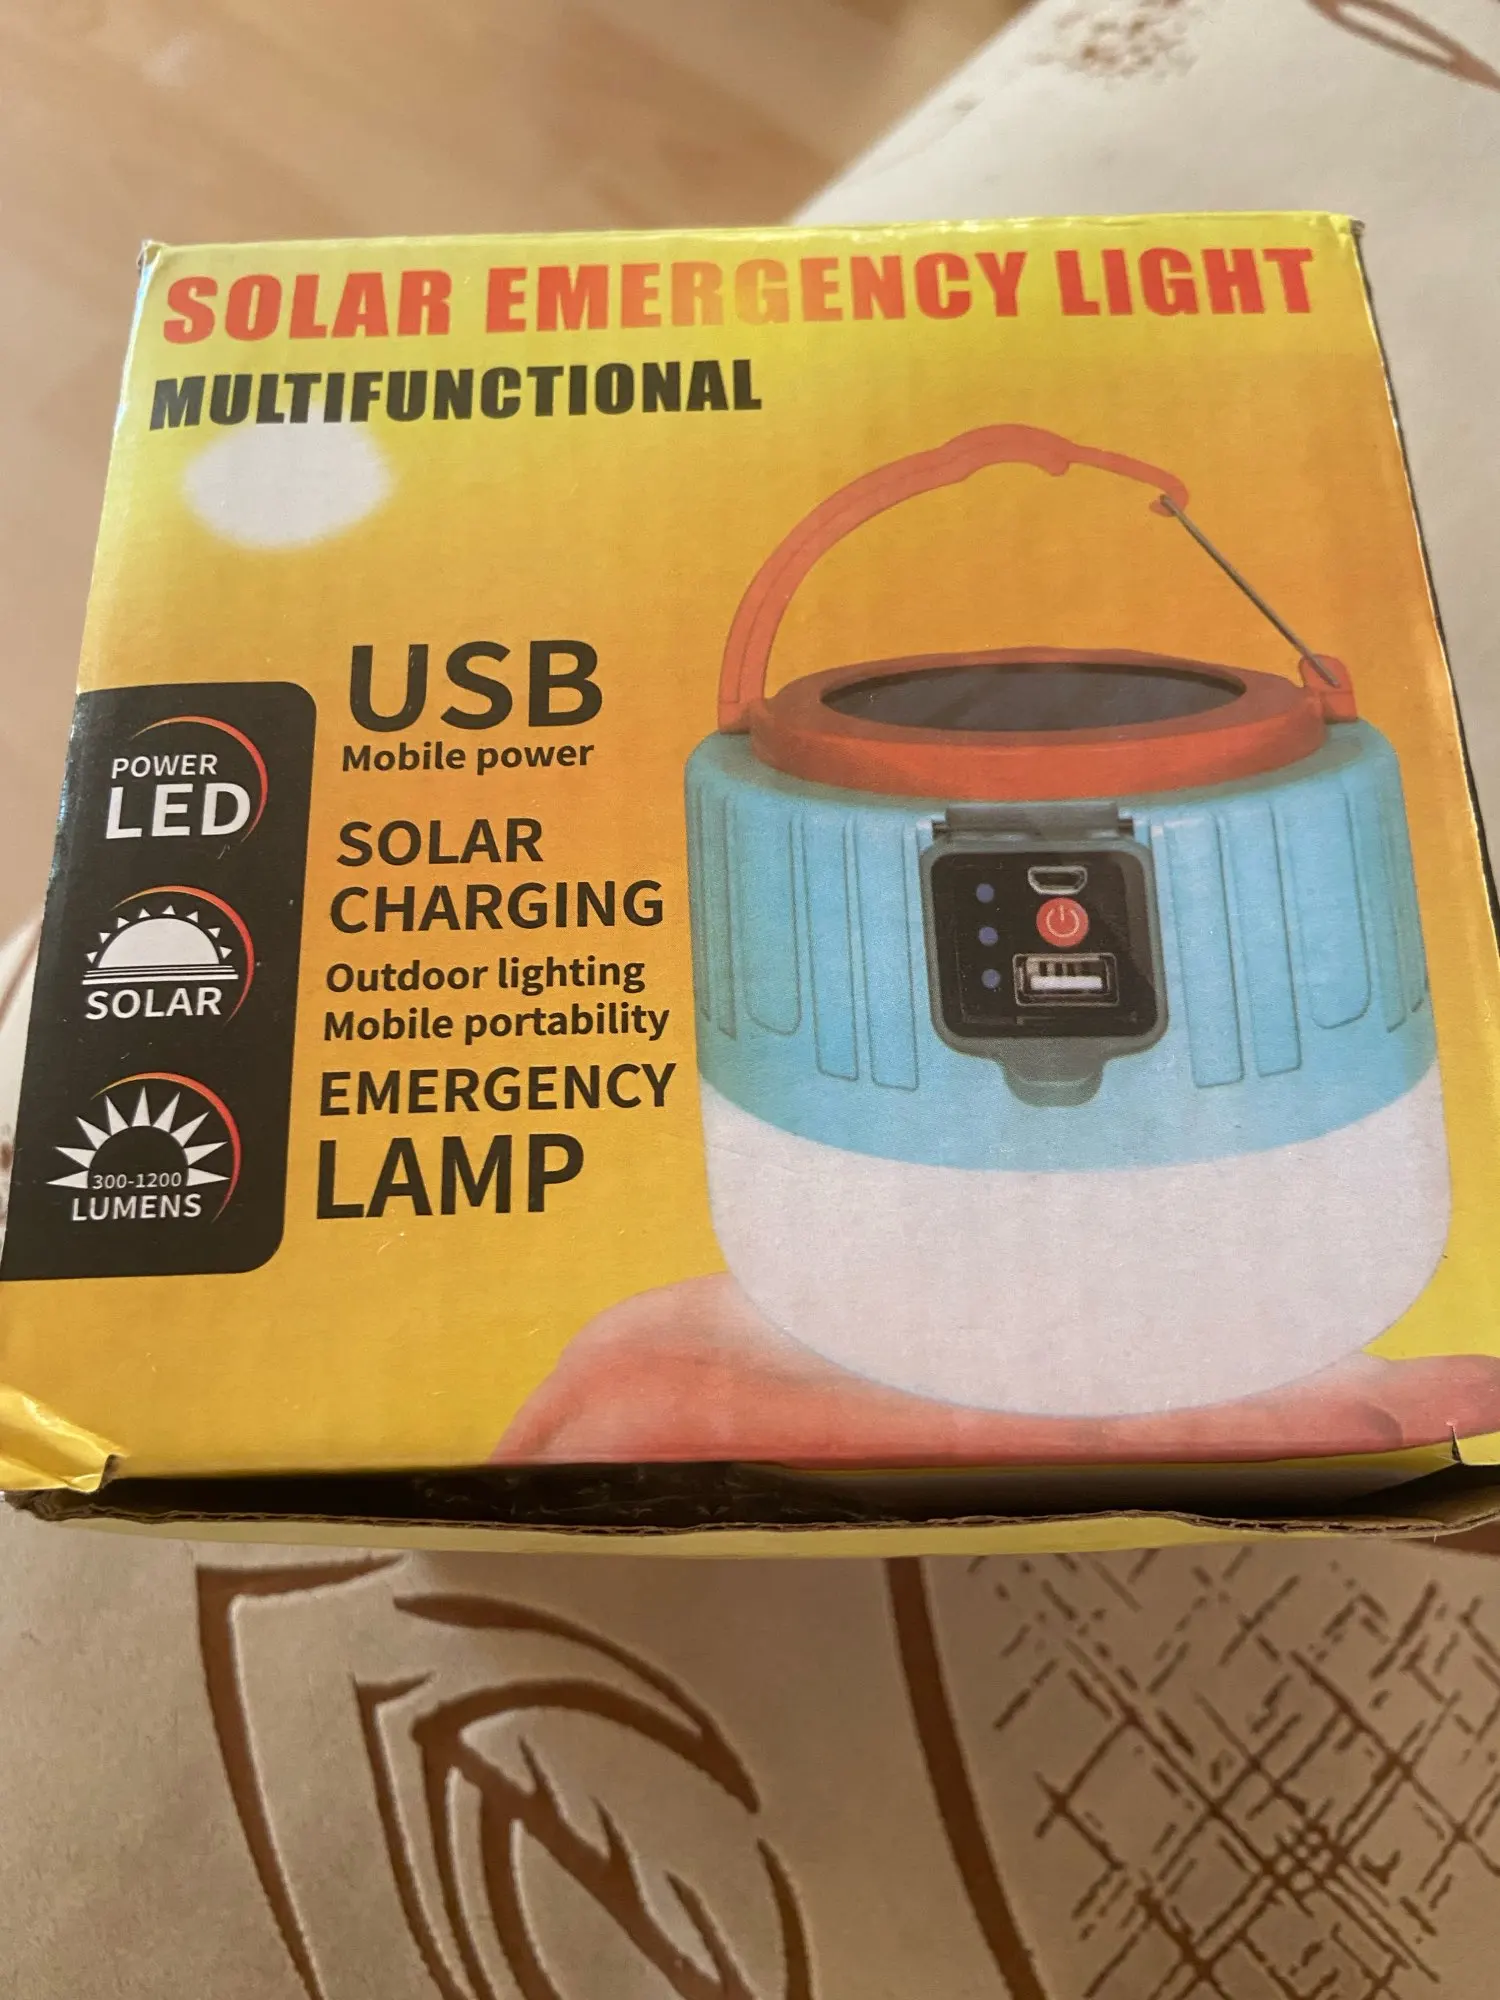 SOLAR EMERGENCY LIGHT
MULTIFUNCTIONAL
POWER
LED
SOLAR
300-1200
LUMENS
USB
Mobile power
SOLAR
CHARGING
Outdoor lighting
Mobile portability
EMERGENCY
LAMP